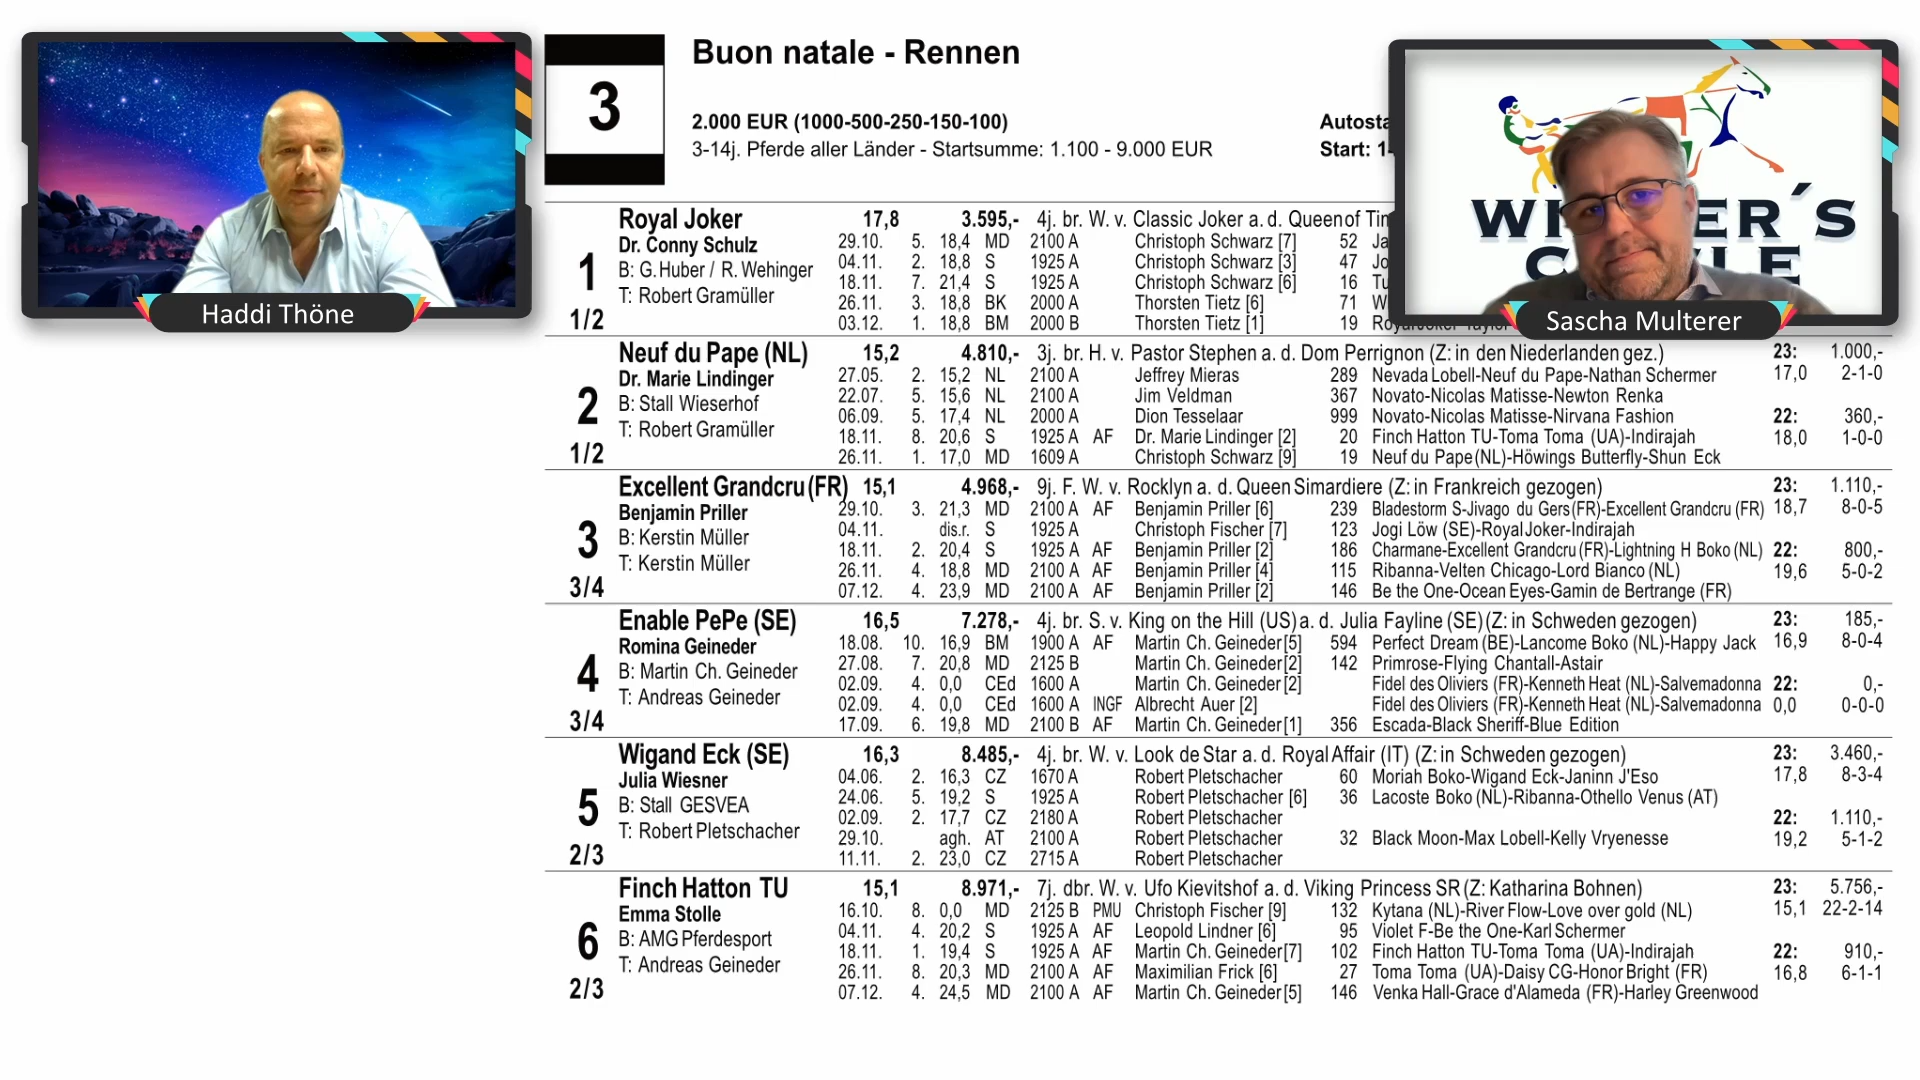 3
Buon natale - Rennen
2.000 EUR (1000-500-250-150-100)
3-14j. Pferde aller Länder - Startsumme: 1.100 - 9.000 EUR
Start:
Haddi Thöne
Sascha Multerer
1
1/2
Royal Joker 17,8 3.595,- 4j. br. W. v. Classic Joker a. d. Queen of
Dr. Conny Schulz
B: G.Huber / R. Wehinger
T: Robert Gramüller
29.10. 5. 18,4 MD 2100 A Christoph Schwarz [7] 52
04.11. 2. 18,8 S 1925 A Christoph Schwarz [3] 47
18.11. 7. 21,4 S 1925 A Christoph Schwarz [6] 16
26.11. 3. 18,8 BK 2000 A Thorsten Tietz [6] 71
03.12. 1. 18,8 BM 2000 B Thorsten Tietz [1] 19
2
1/2
Neuf du Pape (NL) 15,2 4.810,- 3j. br. H. v. Pastor Stephen a. d. Dom Perrignon (Z: in den Niederlanden gez.) 23: 1.000,-
Dr. Marie Lindinger
B: Stall Wieserhof
T: Robert Gramüller
27.05. 2. 15,2 NL 2100 A Jeffrey Mieras 289 Nevada Lobell-Neuf du Pape-Nathan Schermer 17,0 2-1-0
22.07. 5. 15,6 NL 2100 A Jim Veldman 367 Novato-Nicolas Matisse-Newton Renka
06.09. 5. 17,4 NL 2000 A Dion Tesselaar 999 Novato-Nicolas Matisse-Nirvana Fashion 22: 360,-
18.11. 8. 20,6 S 1925 A AF Dr. Marie Lindinger [2] 20 Finch Hatton TU-Toma Toma (UA)-Indirajah 18,0 1-0-0
26.11. 1. 17,0 MD 1609 A Christoph Schwarz [9] 19 Neuf du Pape (NL)-Höwings Butterfly-Shun Eck
3
3/4
Excellent Grandcru (FR) 15,1 4.968,- 9j. F. W. v. Rocklyn a. d. Queen Simardiere (Z: in Frankreich gezogen) 23: 1.110,-
Benjamin Priller
B: Kerstin Müller
T: Kerstin Müller
29.10. 3. 21,3 MD 2100 A AF Benjamin Priller [6] 239 Bladestorm S-Jivago du Gers (FR)-Excellent Grandcru (FR) 18,7 8-0-5
04.11. dis.r. S 1925 A Christoph Fischer [7] 123 Jogi Löw (SE)-Royal Joker-Indirajah
18.11. 2. 20,4 S 1925 A AF Benjamin Priller [2] 186 Charmane-Excellent Grandcru (FR)-Lightning H Boko (NL) 22: 800,-
26.11. 4. 18,8 MD 2100 A AF Benjamin Priller [4] 115 Ribanna-Velten Chicago-Lord Bianco (NL) 19,6 5-0-2
07.12. 4. 23,9 MD 2100 A AF Benjamin Priller [2] 146 Be the One-Ocean Eyes-Gamin de Bertrange (FR)
4
3/4
Enable PePe (SE) 16,5 7.278,- 4j. br. S. v. King on the Hill (US) a. d. Julia Fayline (SE) (Z: in Schweden gezogen) 23: 185,-
Romina Geineder
B: Martin Ch. Geineder
T: Andreas Geineder
18.08. 10. 16,9 BM 1900 A AF Martin Ch. Geineder [5] 594 Perfect Dream (BE)-Lancome Boko (NL)-Happy Jack 16,9 8-0-4
27.08. 7. 20,8 MD 2125 B Martin Ch. Geineder [2] 142 Primrose-Flying Chantall-Astair
02.09. 4. 0,0 CEd 1600 A Martin Ch. Geineder [2] Fidel des Oliviers (FR)-Kenneth Heat (NL)-Salvemadonna 22: 0,-
02.09. 4. 0,0 CEd 1600 A INGF Albrecht Auer [2] Fidel des Oliviers (FR)-Kenneth Heat (NL)-Salvemadonna 0,0 0-0-0
17.09. 6. 19,8 MD 2100 B AF Martin Ch. Geineder [1] 356 Escada-Black Sheriff-Blue Edition
5
2/3
Wigand Eck (SE) 16,3 8.485,- 4j. br. W. v. Look de Star a. d. Royal Affair (IT) (Z: in Schweden gezogen) 23: 3.460,-
Julia Wiesner
B: Stall GESVEA
T: Robert Pletschacher
04.06. 2. 16,3 CZ 1670 A Robert Pletschacher 60 Moriah Boko-Wigand Eck-Janinn J'Eso 17,8 8-3-4
24.06. 5. 19,2 S 1925 A Robert Pletschacher [6] 36 Lacoste Boko (NL)-Ribanna-Othello Venus (AT)
02.09. 2. 17,7 CZ 2180 A Robert Pletschacher 22: 1.110,-
29.10. agh. AT 2100 A Robert Pletschacher 32 Black Moon-Max Lobell-Kelly Vryenesse 19,2 5-1-2
11.11. 2. 23,0 CZ 2715 A Robert Pletschacher
6
2/3
Finch Hatton TU 15,1 8.971,- 7j. dbr. W. v. Ufo Kievitshof a. d. Viking Princess SR (Z: Katharina Bohnen) 23: 5.756,-
Emma Stolle
B: AMG Pferdesport
T: Andreas Geineder
16.10. 8. 0,0 MD 2125 B PMU Christoph Fischer [9] 132 Kytana (NL)-River Flow-Love over gold (NL) 15,1 22-2-14
04.11. 4. 20,2 S 1925 A AF Leopold Lindner [6] 95 Violet F-Be the One-Karl Schermer
18.11. 1. 19,4 S 1925 A AF Martin Ch. Geineder [7] 102 Finch Hatton TU-Toma Toma (UA)-Indirajah 22: 910,-
26.11. 8. 20,3 MD 2100 A AF Maximilian Frick [6] 27 Toma Toma (UA)-Daisy CG-Honor Bright (FR) 16,8 6-1-1
07.12. 4. 24,5 MD 2100 A AF Martin Ch. Geineder [5] 146 Venka Hall-Grace d'Alameda (FR)-Harley Greenwood